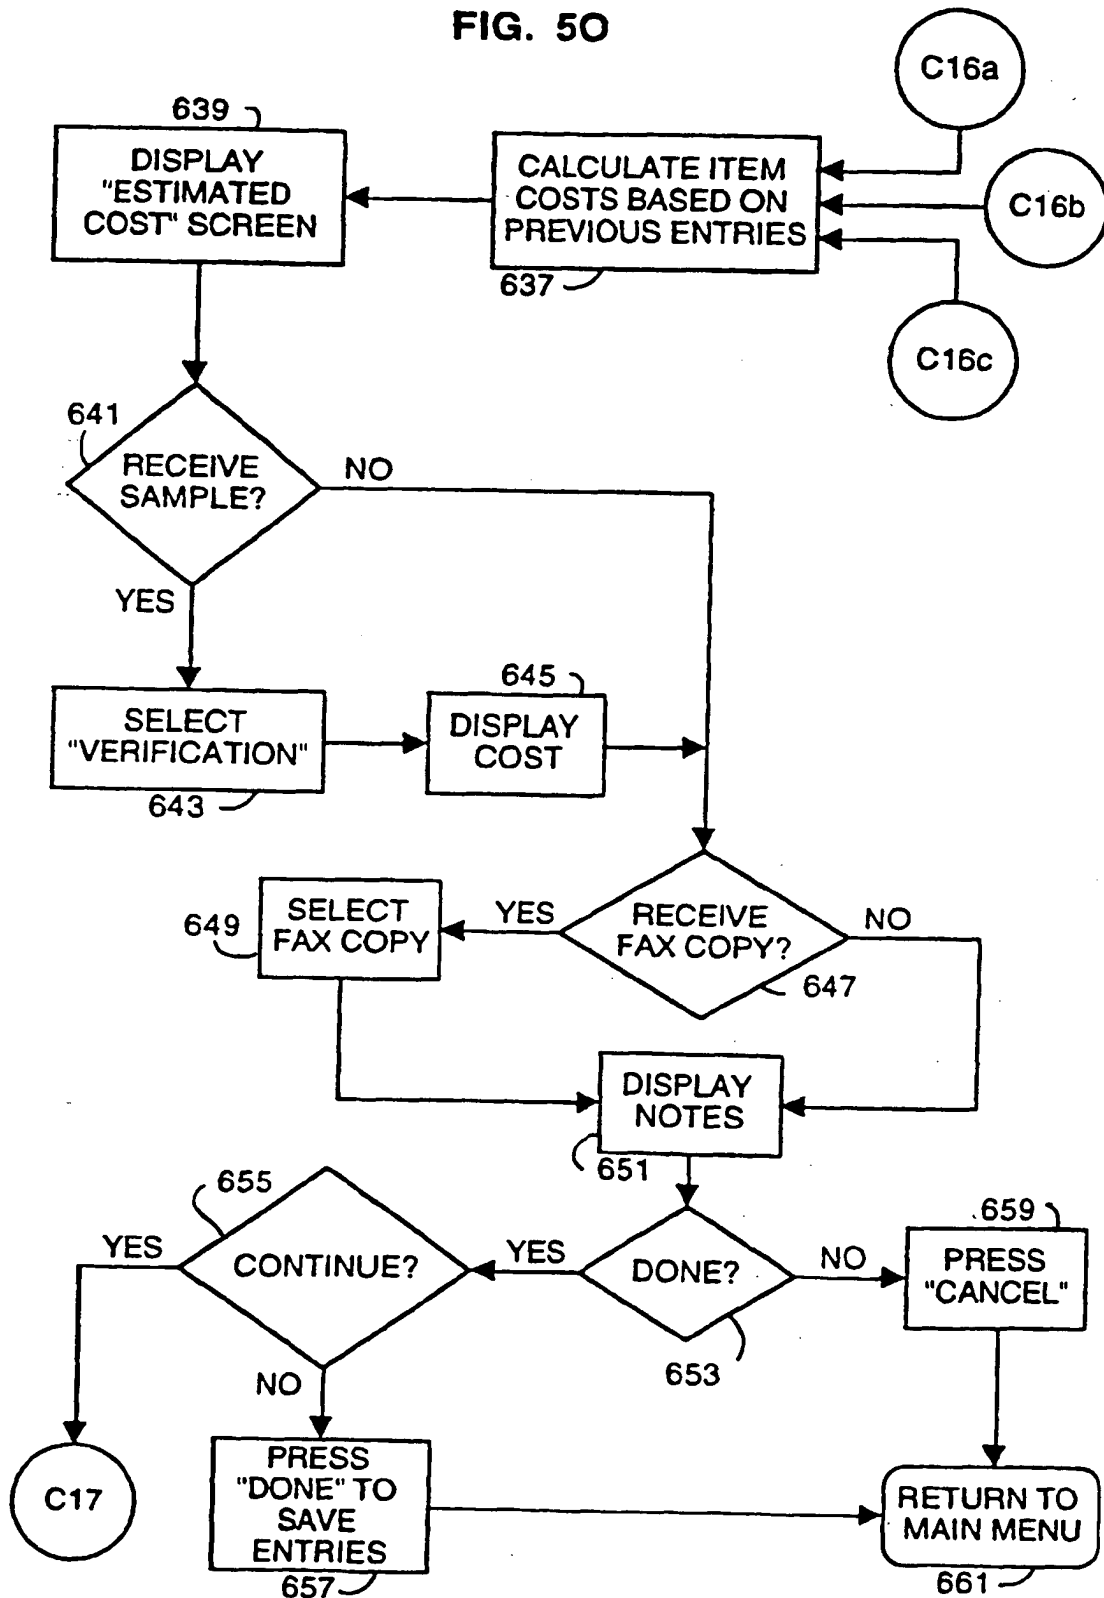 FIG. 50
C16a
639
DISPLAY
"ESTIMATED
COST" SCREEN
CALCULATE ITEM
COSTS BASED ON
PREVIOUS ENTRIES
637
C16b
C16c
641
RECEIVE
SAMPLE?
NO
YES
SELECT
"VERIFICATION"
643
645
DISPLAY
COST
649
SELECT
FAX COPY
YES
RECEIVE
FAX COPY?
NO
647
DISPLAY
NOTES
651
655
CONTINUE?
YES
YES
DONE?
NO
653
659
PRESS
"CANCEL"
NO
C17
PRESS
"DONE" TO
SAVE
ENTRIES
657
RETURN TO
MAIN MENU
661